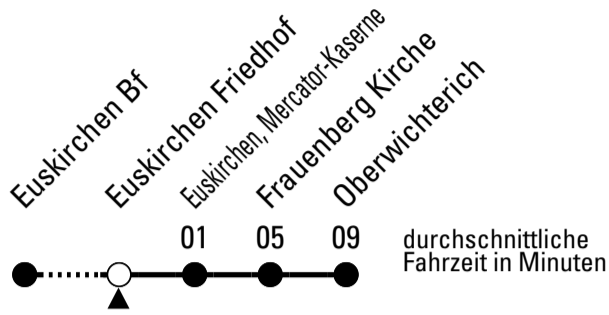 Euskirchen Bf
Euskirchen Friedhof
Euskirchen, Mercator-Kaserne
Frauenberg Kirche
Oberwichterich
01 05 09
durchschnittliche
Fahrzeit in Minuten